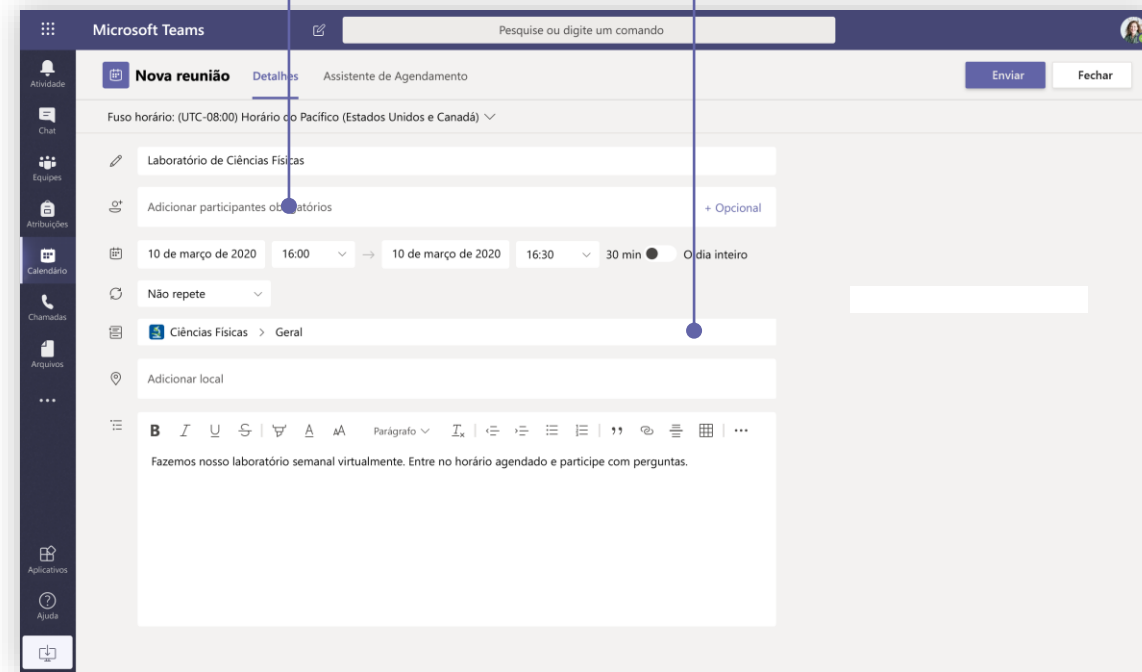 Microsoft Teams
Pesquise ou digite um comando
Atividade
Chat
Equipes
Atribuições
Calendário
Chamadas
Arquivos
Aplicativos
Ajuda
Nova reunião Detalhes Assistente de Agendamento Enviar Fechar
Fuso horário: (UTC-08:00) Horário do Pacífico (Estados Unidos e Canadá)
Laboratório de Ciências Físicas
Adicionar participantes obrigatórios + Opcional
10 de março de 2020 16:00 → 10 de março de 2020 16:30 30 min O dia inteiro
Não repete
Ciências Físicas > Geral
Adicionar local
B I U S A AA Parágrafo Tx
Fazemos nosso laboratório semanal virtualmente. Entre no horário agendado e participe com perguntas.